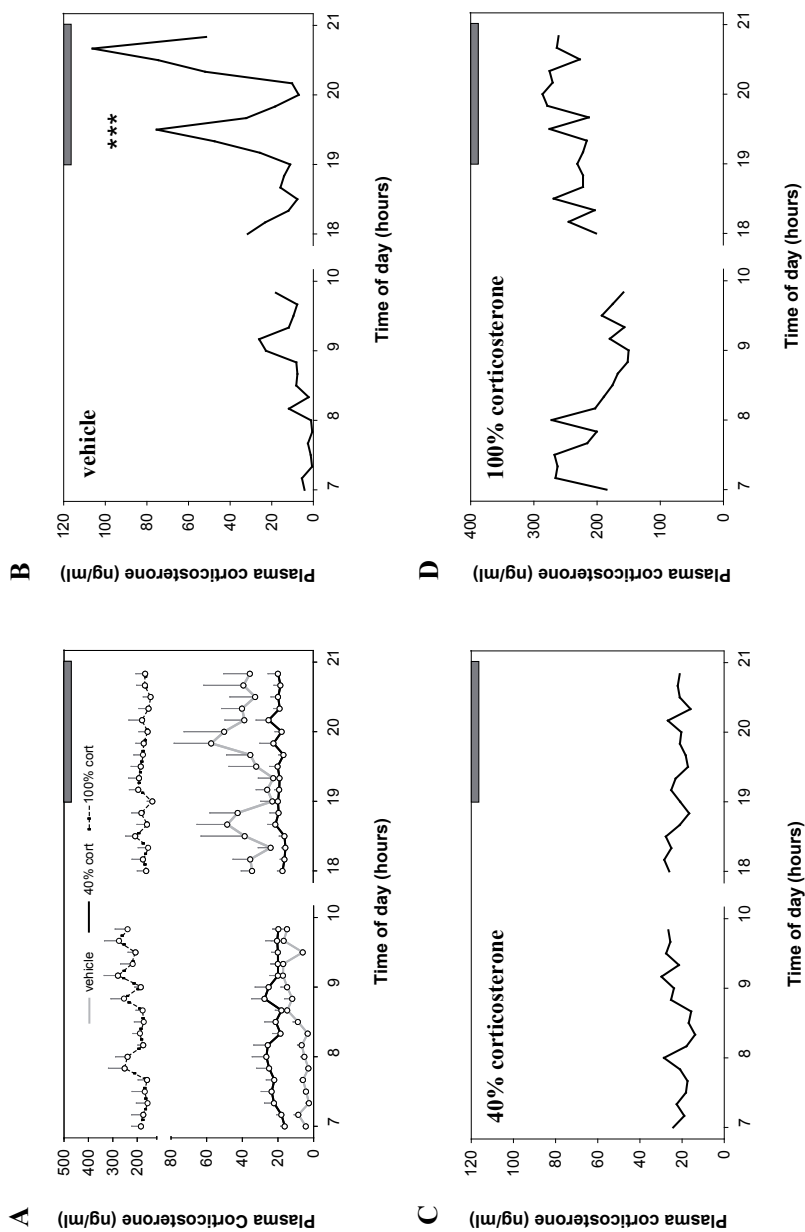 A
Plasma Corticosterone (ng/ml)
500
400
300
200
100
80
60
40
20
0
vehicle 40% cort 100% cort
7 8 9 10 18 19 20 21
Time of day (hours)
B
Plasma corticosterone (ng/ml)
120
100
80
60
40
20
0
vehicle
***
7 8 9 10 18 19 20 21
Time of day (hours)
C
Plasma corticosterone (ng/ml)
120
100
80
60
40
20
0
40% corticosterone
7 8 9 10 18 19 20 21
Time of day (hours)
D
Plasma corticosterone (ng/ml)
400
300
200
100
0
100% corticosterone
7 8 9 10 18 19 20 21
Time of day (hours)